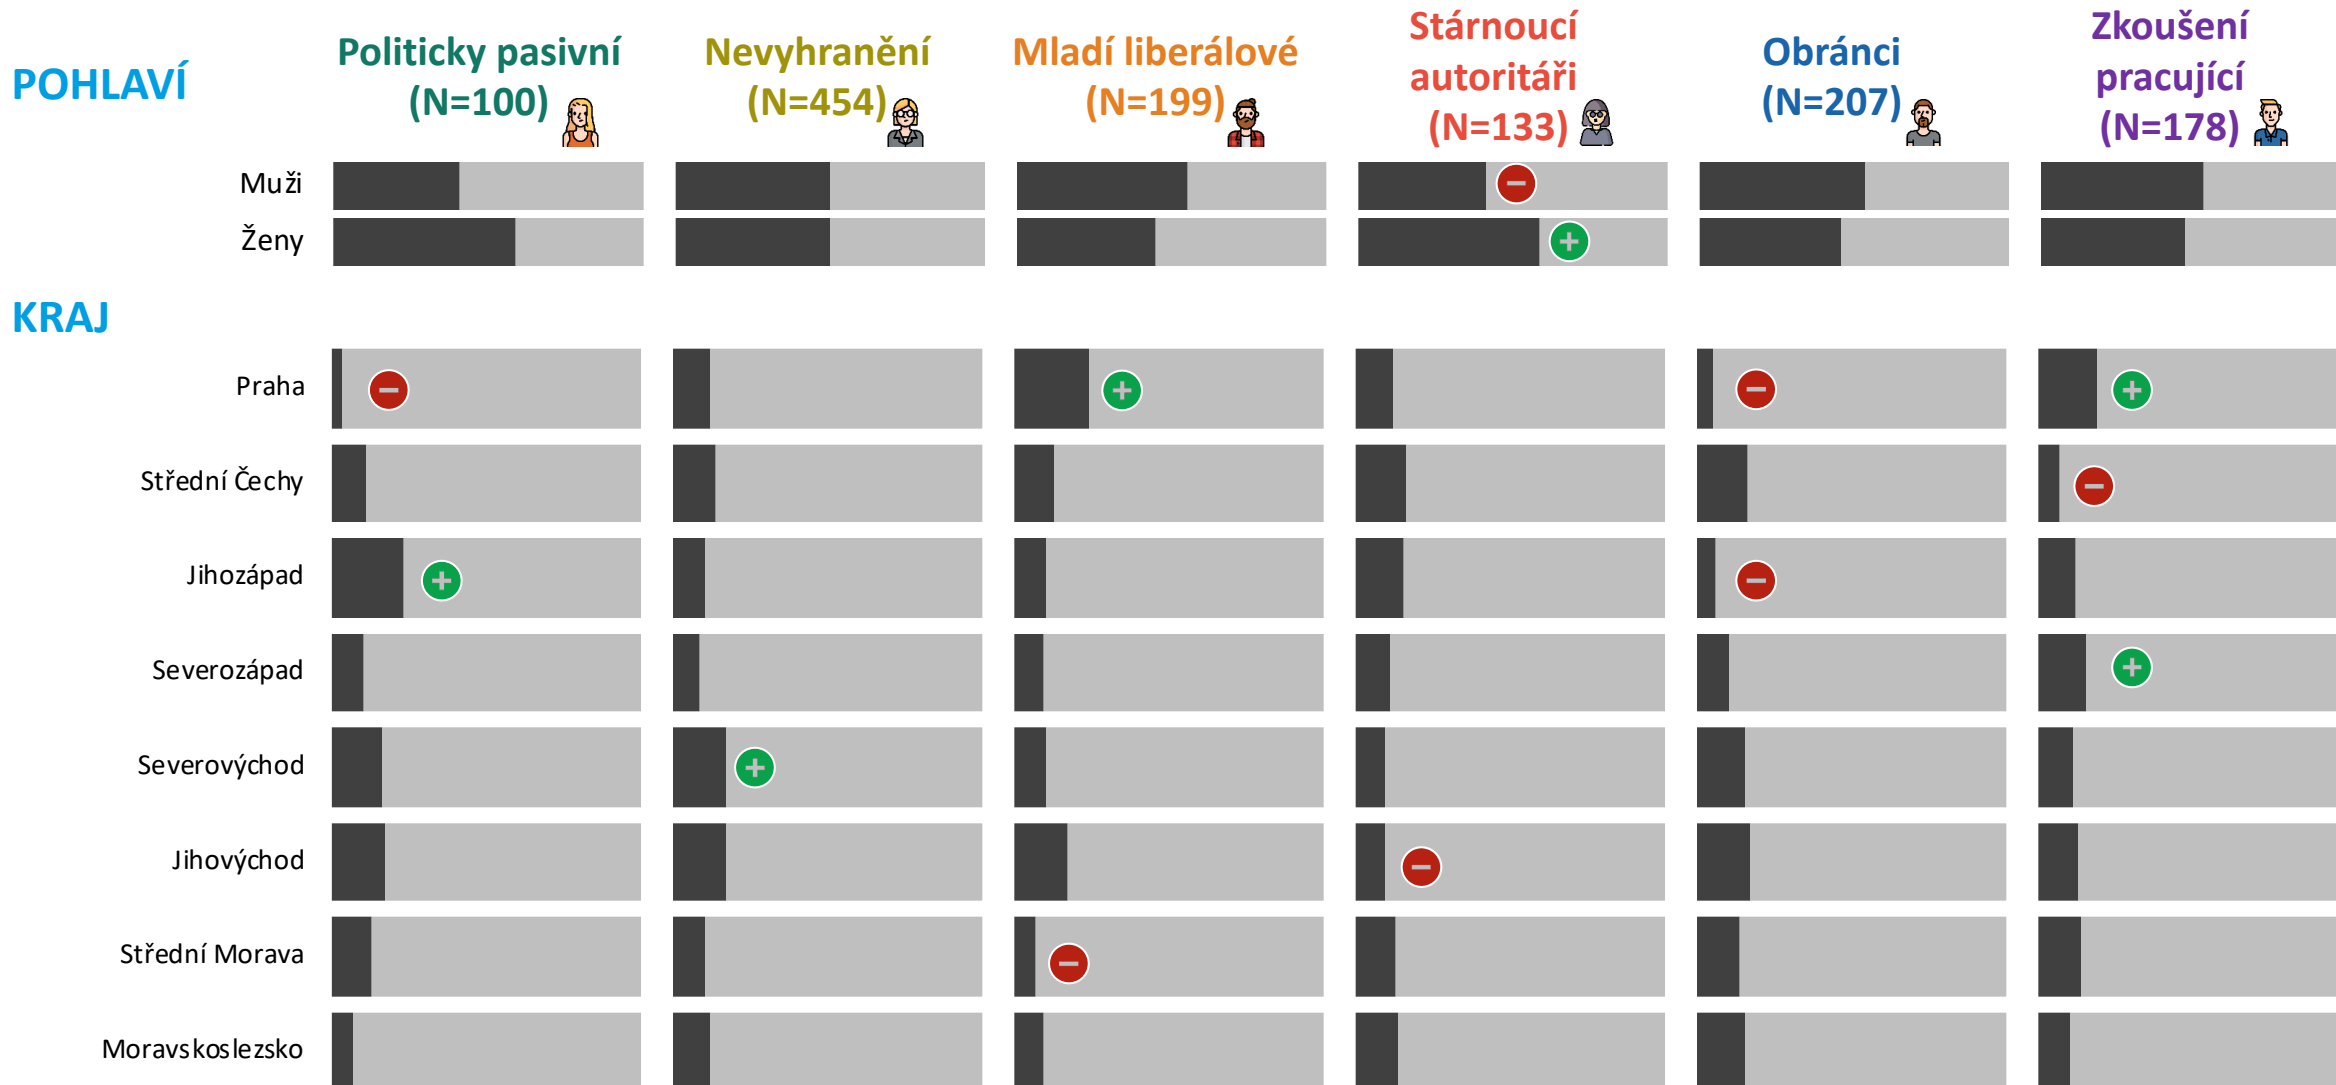 POHLAVÍ
Politicky pasivní
(N=100)
Nevyhranění
(N=454)
Mladí liberálové
(N=199)
Stárnoucí
autoritáři
(N=133)
Obránci
(N=207)
Zkoušení
pracující
(N=178)
Muži
Ženy
KRAJ
Praha
Střední Čechy
Jihozápad
Severozápad
Severovýchod
Jihovýchod
Střední Morava
Moravskoslezsko